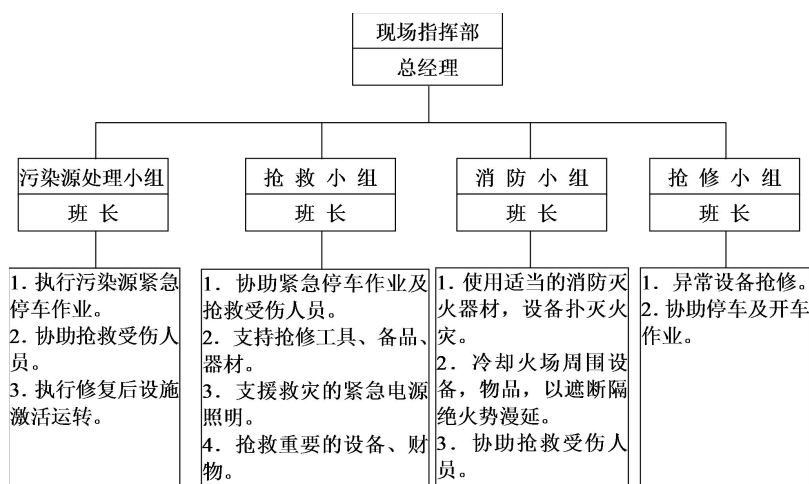 现场指挥部
总经理
污染源处理小组
班 长
抢 救 小 组
班 长
消 防 小 组
班 长
抢 修 小 组
班 长
1. 执行污染源紧急
停车作业。
2. 协助抢救受伤人
员。
3. 执行修复后设施
激活运转。
1. 协助紧急停车作业及
抢救受伤人员。
2. 支持抢修工具、备品、
器材。
3. 支援救灾的紧急电源
照明。
4. 抢救重要的设备、财
物。
1. 使用适当的消防灭
火器材，设备扑灭火
灾。
2. 冷却火场周围设
备，物品，以遮断隔
绝火势漫延。
3. 协助抢救受伤人
员。
1. 异常设备抢修。
2. 协助停车及开车
作业。